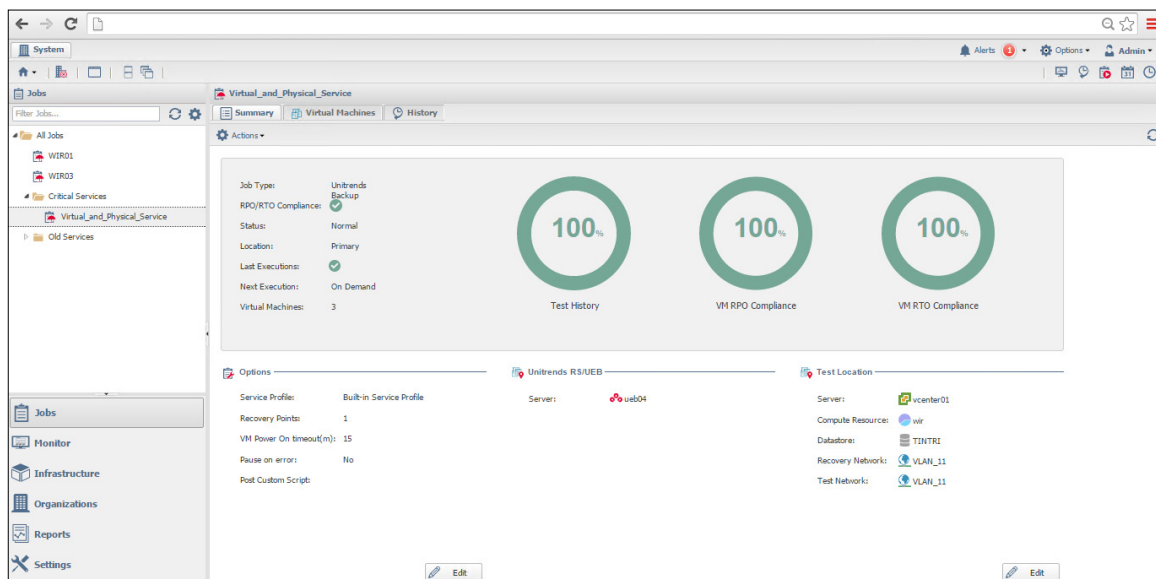 System
Alerts 1
Options
Admin
Jobs
Virtual_and_Physical_Service
Filter Jobs...
Summary
Virtual Machines
History
Actions
All Jobs
WIR01
WIR03
Critical Services
Virtual_and_Physical_Service
Old Services
Job Type: Unitrends Backup
RPO/RTO Compliance:
Status: Normal
Location: Primary
Last Executions:
Next Execution: On Demand
Virtual Machines: 3
100%
Test History
100%
VM RPO Compliance
100%
VM RTO Compliance
Options
Service Profile: Built-in Service Profile
Recovery Points: 1
VM Power On timeout(m): 15
Pause on error: No
Post Custom Script:
Edit
Unitrends RS/UEB
Server: ueb04
Test Location
Server: vcenter01
Compute Resource: wir
Datastore: TINTRI
Recovery Network: VLAN_11
Test Network: VLAN_11
Edit
Jobs
Monitor
Infrastructure
Organizations
Reports
Settings
31